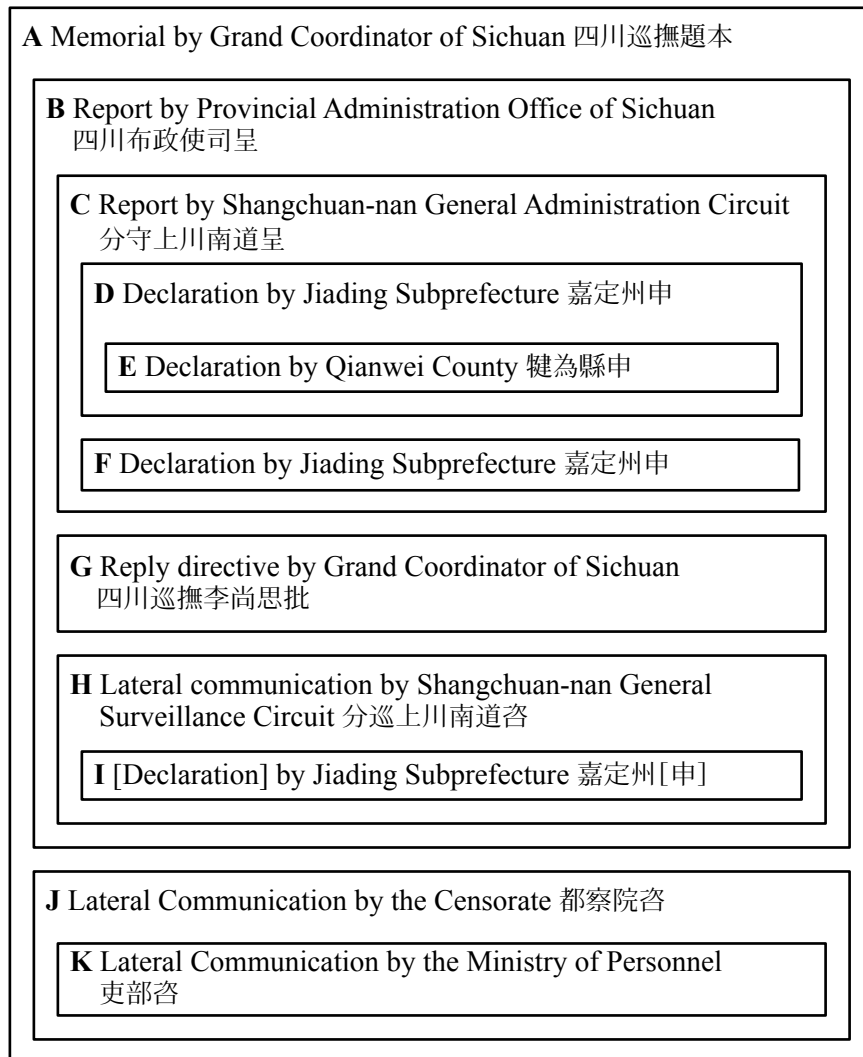 A Memorial by Grand Coordinator of Sichuan 四川巡撫題本
B Report by Provincial Administration Office of Sichuan
四川布政使司呈
C Report by Shangchuan-nan General Administration Circuit
分守上川南道呈
D Declaration by Jiading Subprefecture 嘉定州申
E Declaration by Qianwei County 犍為縣申
F Declaration by Jiading Subprefecture 嘉定州申
G Reply directive by Grand Coordinator of Sichuan
四川巡撫李尚思批
H Lateral communication by Shangchuan-nan General
Surveillance Circuit 分巡上川南道咨
I [Declaration] by Jiading Subprefecture 嘉定州[申]
J Lateral Communication by the Censorate 都察院咨
K Lateral Communication by the Ministry of Personnel
吏部咨